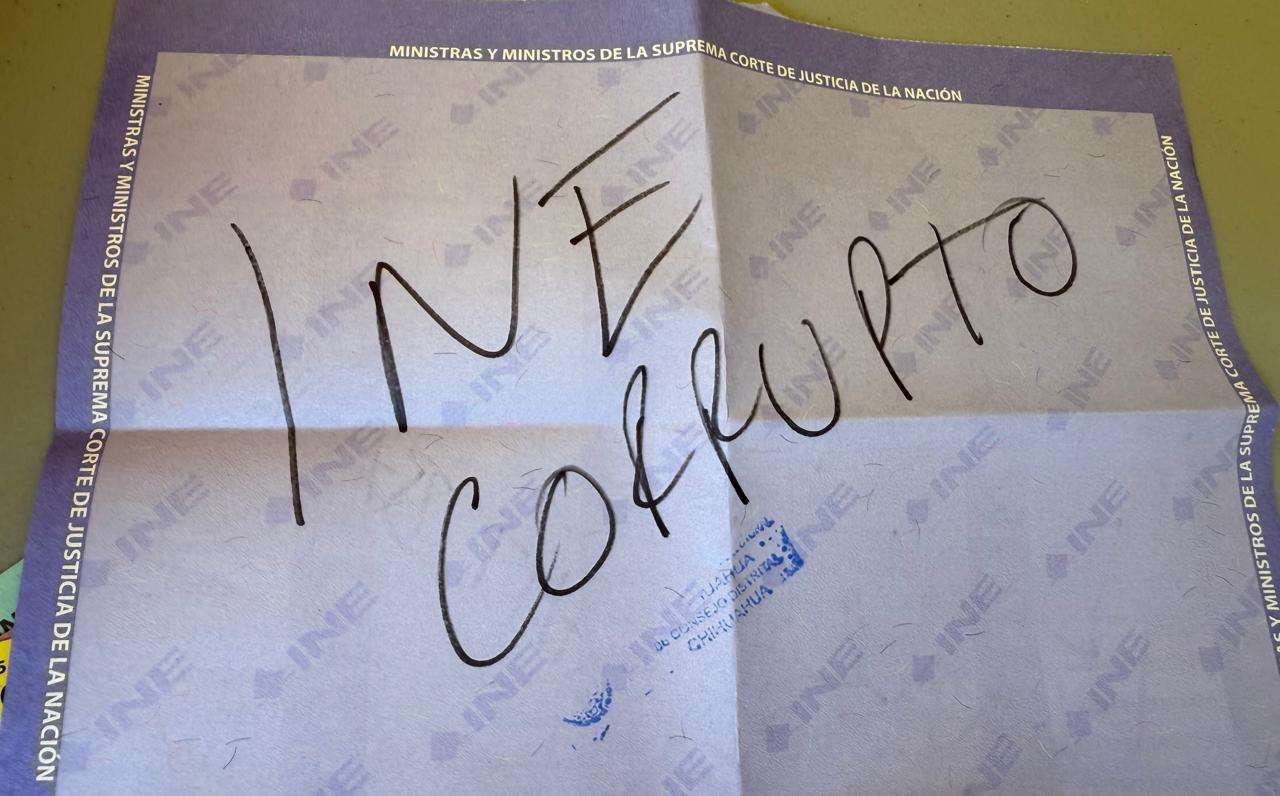 MINISTRAS Y MINISTROS DE LA SUPREMA CORTE DE JUSTICIA DE LA NACIÓN
MINISTRAS Y MINISTROS DE LA SUPREMA CORTE DE JUSTICIA DE LA NACIÓN
MINISTRAS Y MINISTROS DE LA SUPREMA CORTE DE JUSTICIA DE LA NACIÓN
INE
CORRUPTO
CONSEJO DISTRITAL
CHIHUAHUA
INE